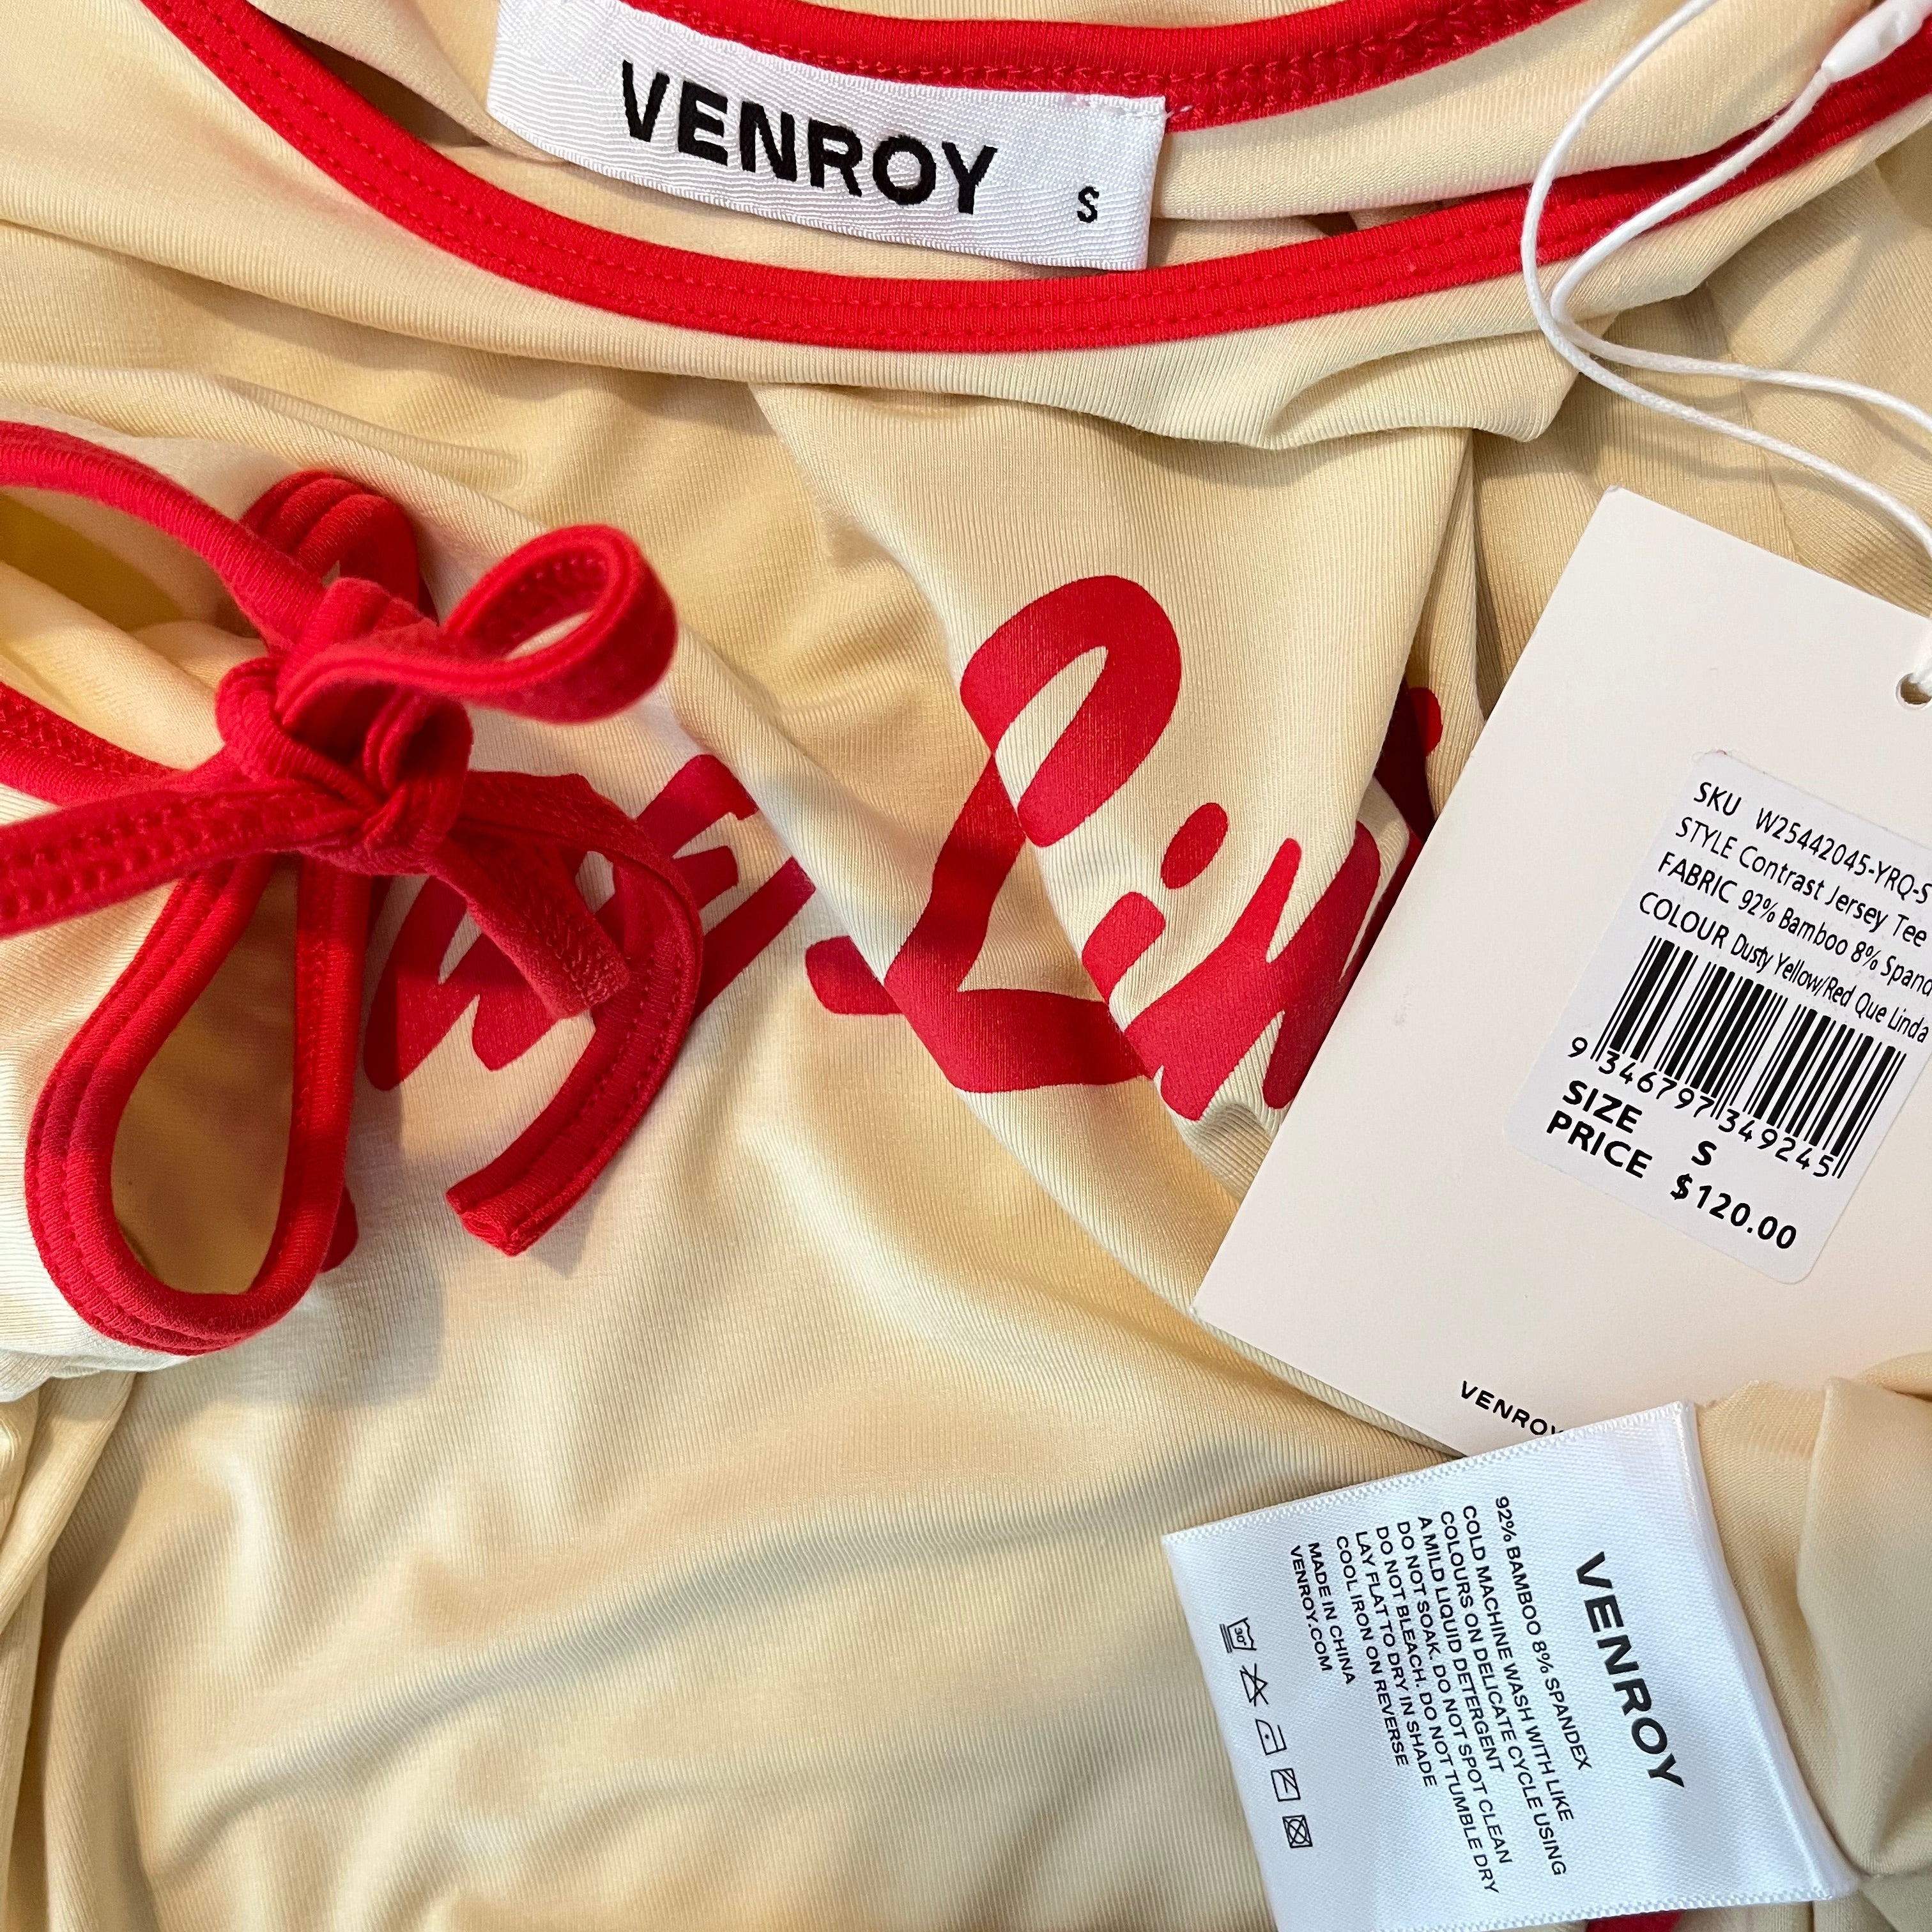 VENROY S
Lin
SKU W25442045-YRQ-S
STYLE Contrast Jersey Tee
FABRIC 92% Bamboo 8% Spand
COLOUR Dusty Yellow/Red Que Linda
9 346797 349245
SIZE S
PRICE $120.00
VENROY
VENROY
92% BAMBOO 8% SPANDEX
COLD MACHINE WASH WITH LIKE
COLOURS ON DELICATE CYCLE USING
A MILD LIQUID DETERGENT
DO NOT SOAK. DO NOT SPOT CLEAN
DO NOT BLEACH. DO NOT TUMBLE DRY
LAY FLAT TO DRY IN SHADE
COOL IRON ON REVERSE
MADE IN CHINA
VENROY.COM
30°